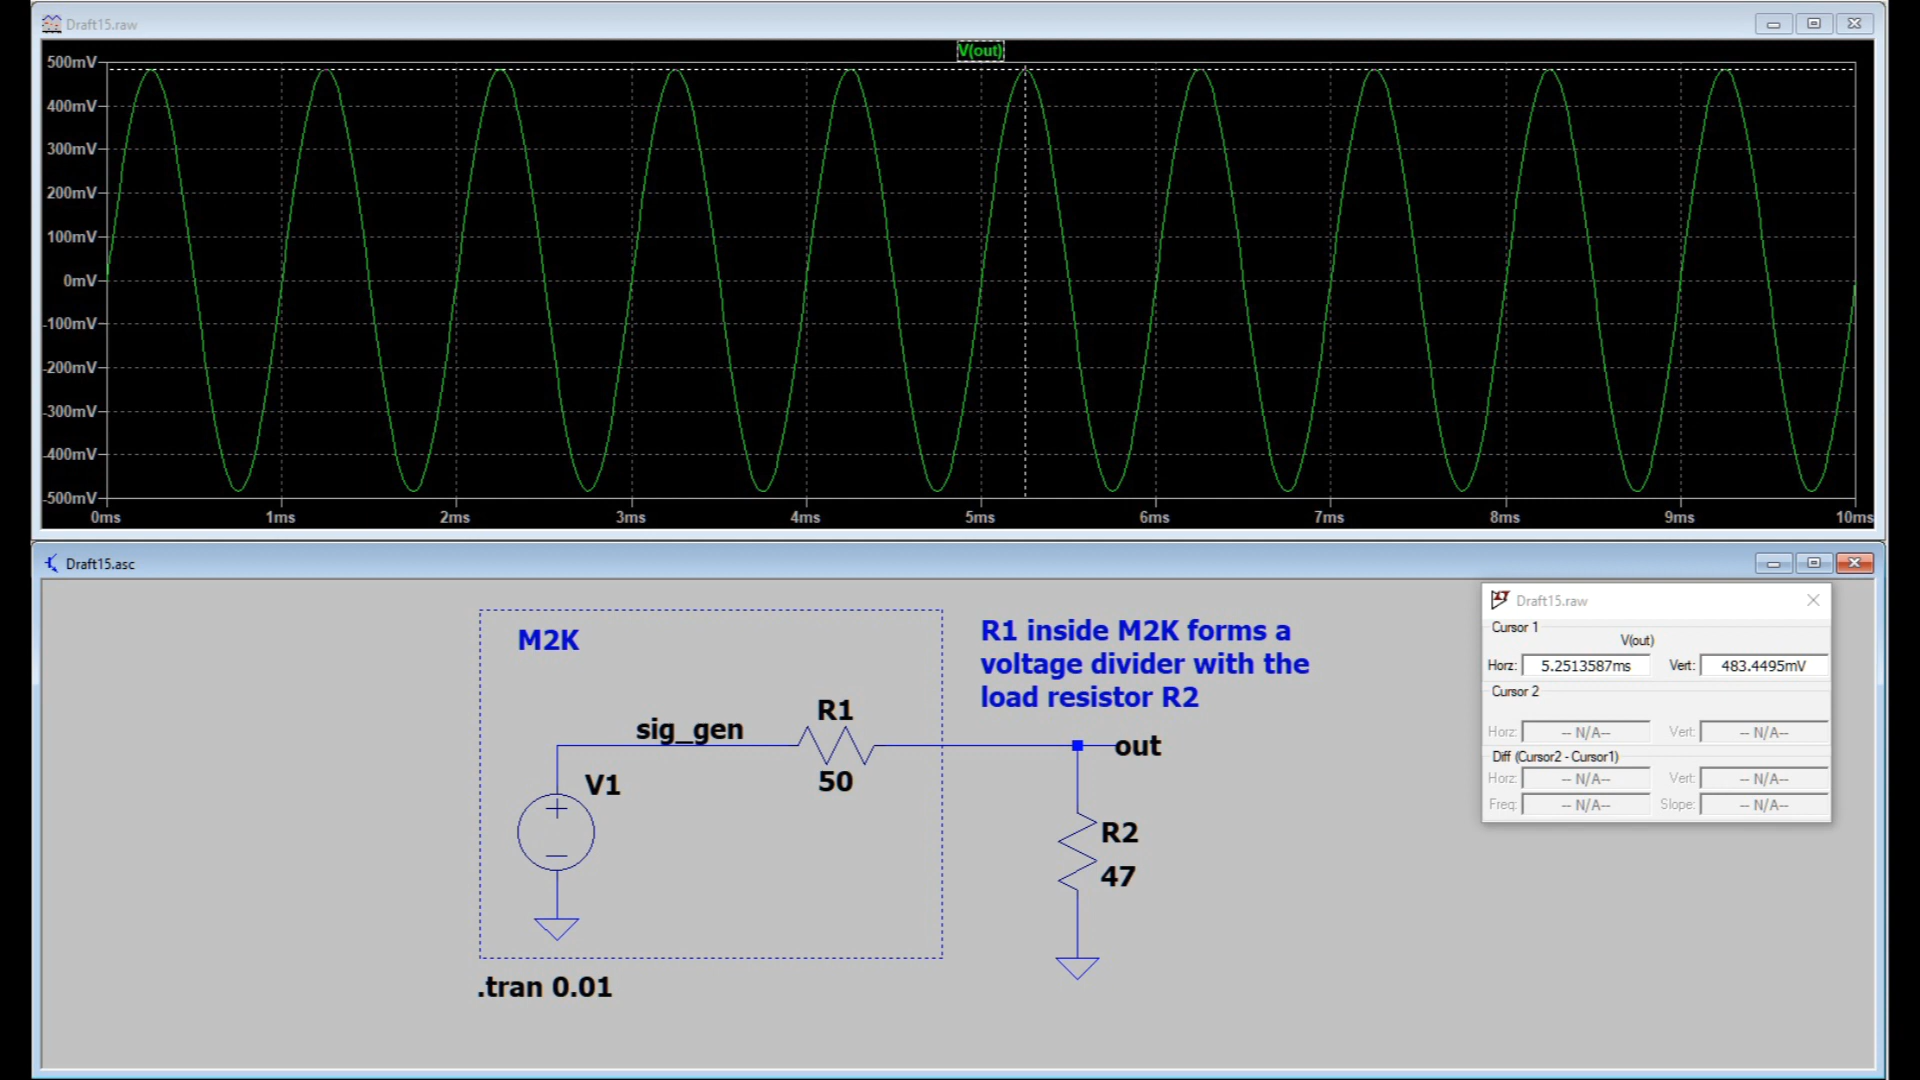 Draft15.raw
V(out)
500mV
400mV
300mV
200mV
100mV
0mV
-100mV
-200mV
-300mV
-400mV
-500mV
0ms 1ms 2ms 3ms 4ms 5ms 6ms 7ms 8ms 9ms 10ms
Draft15.asc
M2K
R1 inside M2K forms a
voltage divider with the
load resistor R2
sig_gen
R1
50
V1
out
R2
47
.tran 0.01
Draft15.raw
Cursor 1
V(out)
Horz: 5.2513587ms Vert: 483.4495mV
Cursor 2
Horz: -- N/A-- Vert: -- N/A--
Diff (Cursor2 - Cursor1)
Horz: -- N/A-- Vert: -- N/A--
Freq: -- N/A-- Slope: -- N/A--